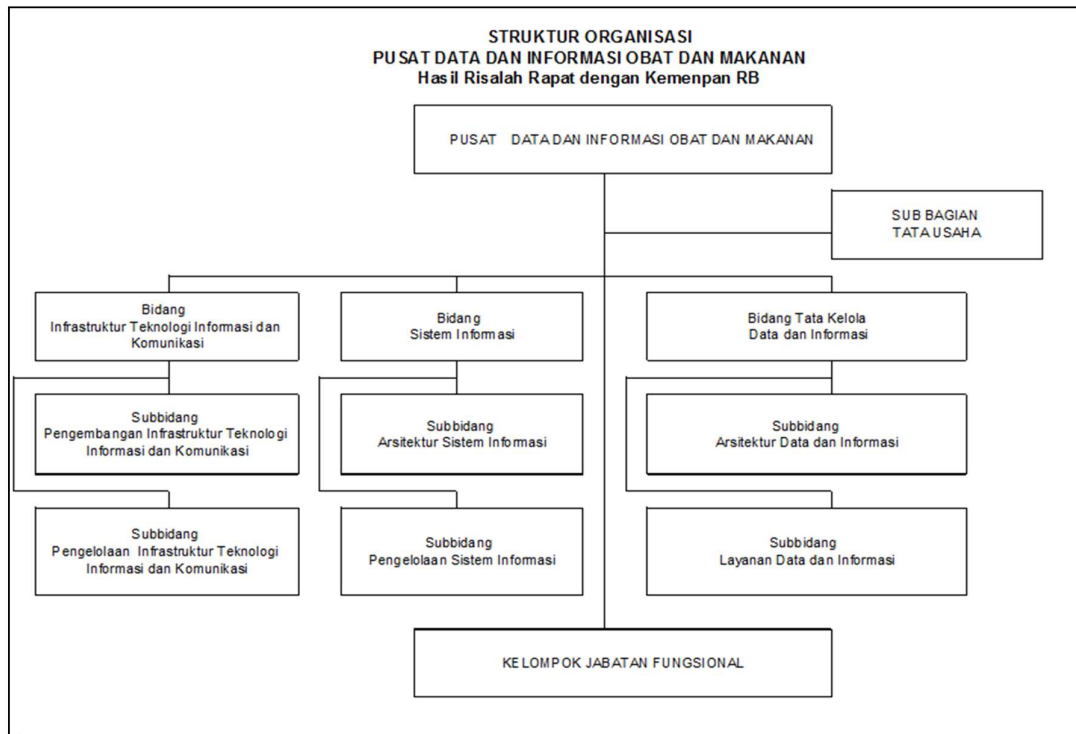 STRUKTUR ORGANISASI
PUSAT DATA DAN INFORMASI OBAT DAN MAKANAN
Hasil Risalah Rapat dengan Kemenpan RB
PUSAT DATA DAN INFORMASI OBAT DAN MAKANAN
SUB BAGIAN
TATA USAHA
Bidang
Infrastruktur Teknologi Informasi dan
Komunikasi
Bidang
Sistem Informasi
Bidang Tata Kelola
Data dan Informasi
Subbidang
Pengembangan Infrastruktur Teknologi
Informasi dan Komunikasi
Subbidang
Arsitektur Sistem Informasi
Subbidang
Arsitektur Data dan Informasi
Subbidang
Pengelolaan Infrastruktur Teknologi
Informasi dan Komunikasi
Subbidang
Pengelolaan Sistem Informasi
Subbidang
Layanan Data dan Informasi
KELOMPOK JABATAN FUNGSIONAL